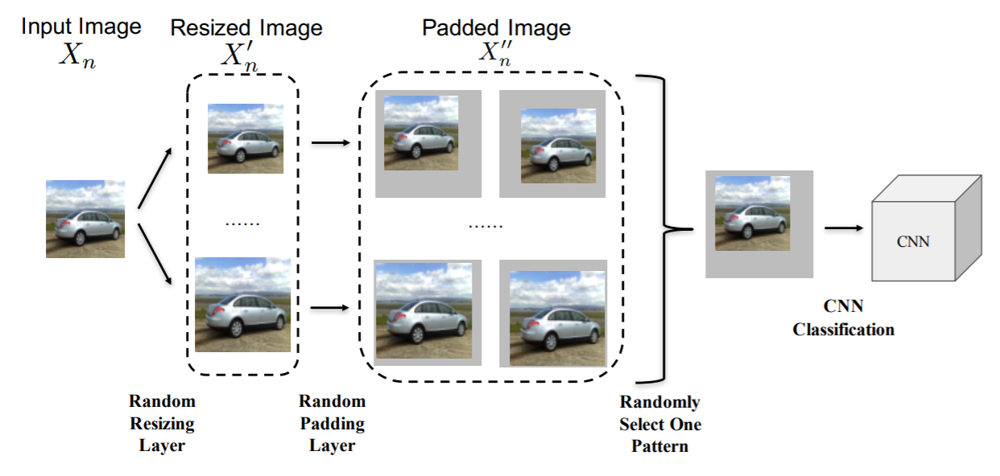 Input Image
X_n
Resized Image
X'_n
Padded Image
X''_n
......
......
CNN
CNN
Classification
Random
Resizing
Layer
Random
Padding
Layer
Randomly
Select One
Pattern